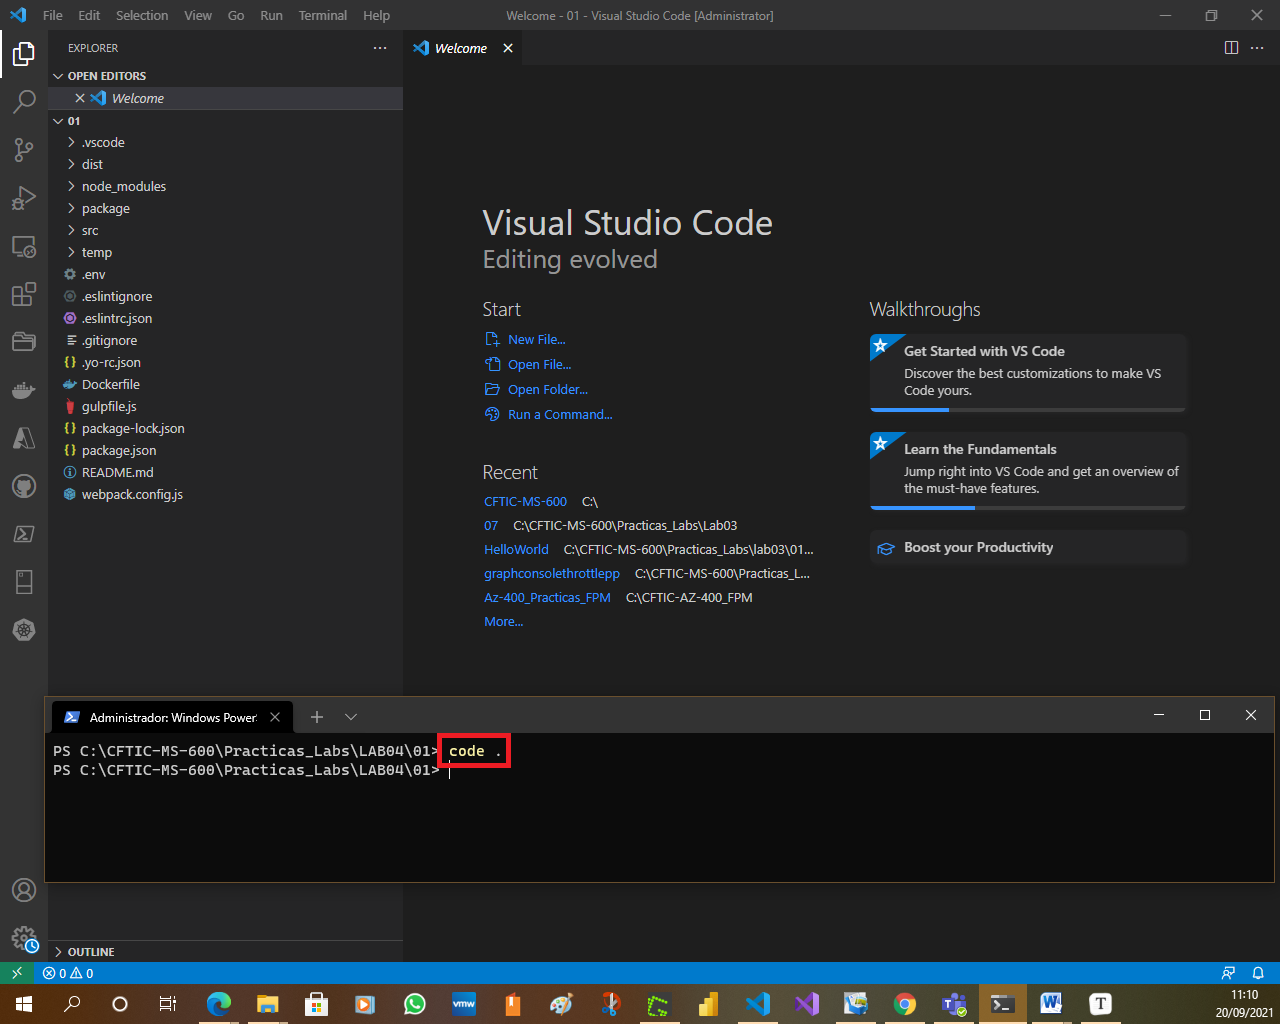 File Edit Selection View Go Run Terminal Help
Welcome - 01 - Visual Studio Code [Administrator]
EXPLORER
Welcome
OPEN EDITORS
Welcome
01
.vscode
dist
node_modules
package
src
temp
.env
.eslintignore
.eslintrc.json
.gitignore
.yo-rc.json
Dockerfile
gulpfile.js
package-lock.json
package.json
README.md
webpack.config.js
OUTLINE
Visual Studio Code
Editing evolved
Start
New File...
Open File...
Open Folder...
Run a Command...
Recent
CFTIC-MS-600 C:\
07 C:\CFTIC-MS-600\Practicas_Labs\Lab03
HelloWorld C:\CFTIC-MS-600\Practicas_Labs\lab03\01...
graphconsolethrottlepp C:\CFTIC-MS-600\Practicas_L...
Az-400_Practicas_FPM C:\CFTIC-AZ-400_FPM
More...
Walkthroughs
Get Started with VS Code
Discover the best customizations to make VS
Code yours.
Learn the Fundamentals
Jump right into VS Code and get an overview of
the must-have features.
Boost your Productivity
Administrador: Windows Power
PS C:\CFTIC-MS-600\Practicas_Labs\LAB04\01> code .
PS C:\CFTIC-MS-600\Practicas_Labs\LAB04\01>
0 0
vmw
T
11:10
20/09/2021